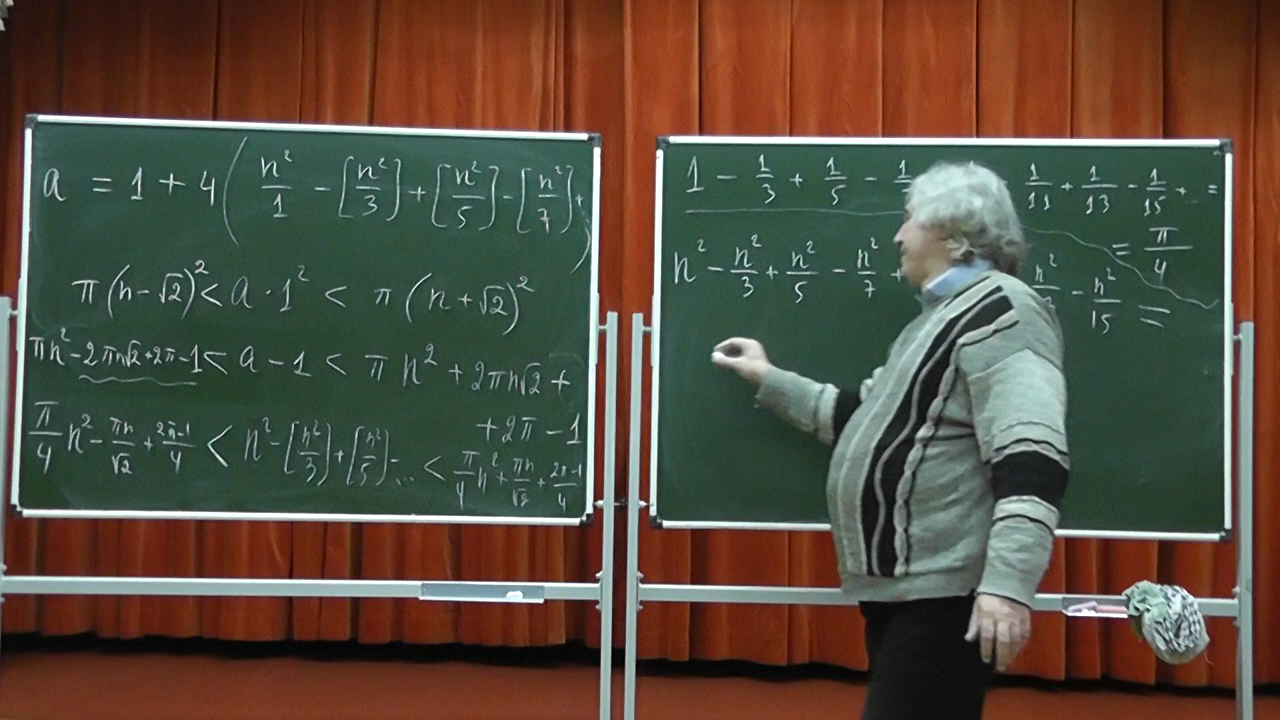 a = 1 + 4 ( n²/1 - [n²/3] + [n²/5] - [n²/7] + )
π(n-√2)² < a · 1² < π(n+√2)²
πn² - 2πn√2 + 2π - 1 < a - 1 < πn² + 2πn√2 +
+ 2π - 1
π/4 n² - πn/√2 + (2π-1)/4 < n² - [n²/3] + [n²/5] - ... < π/4 n² + πn/√2 + (2π-1)/4
1 - 1/3 + 1/5 - 1/11 + 1/13 - 1/15 + =
= π/4
n² - n²/3 + n²/5 - n²/7 + n² - n²/15 =